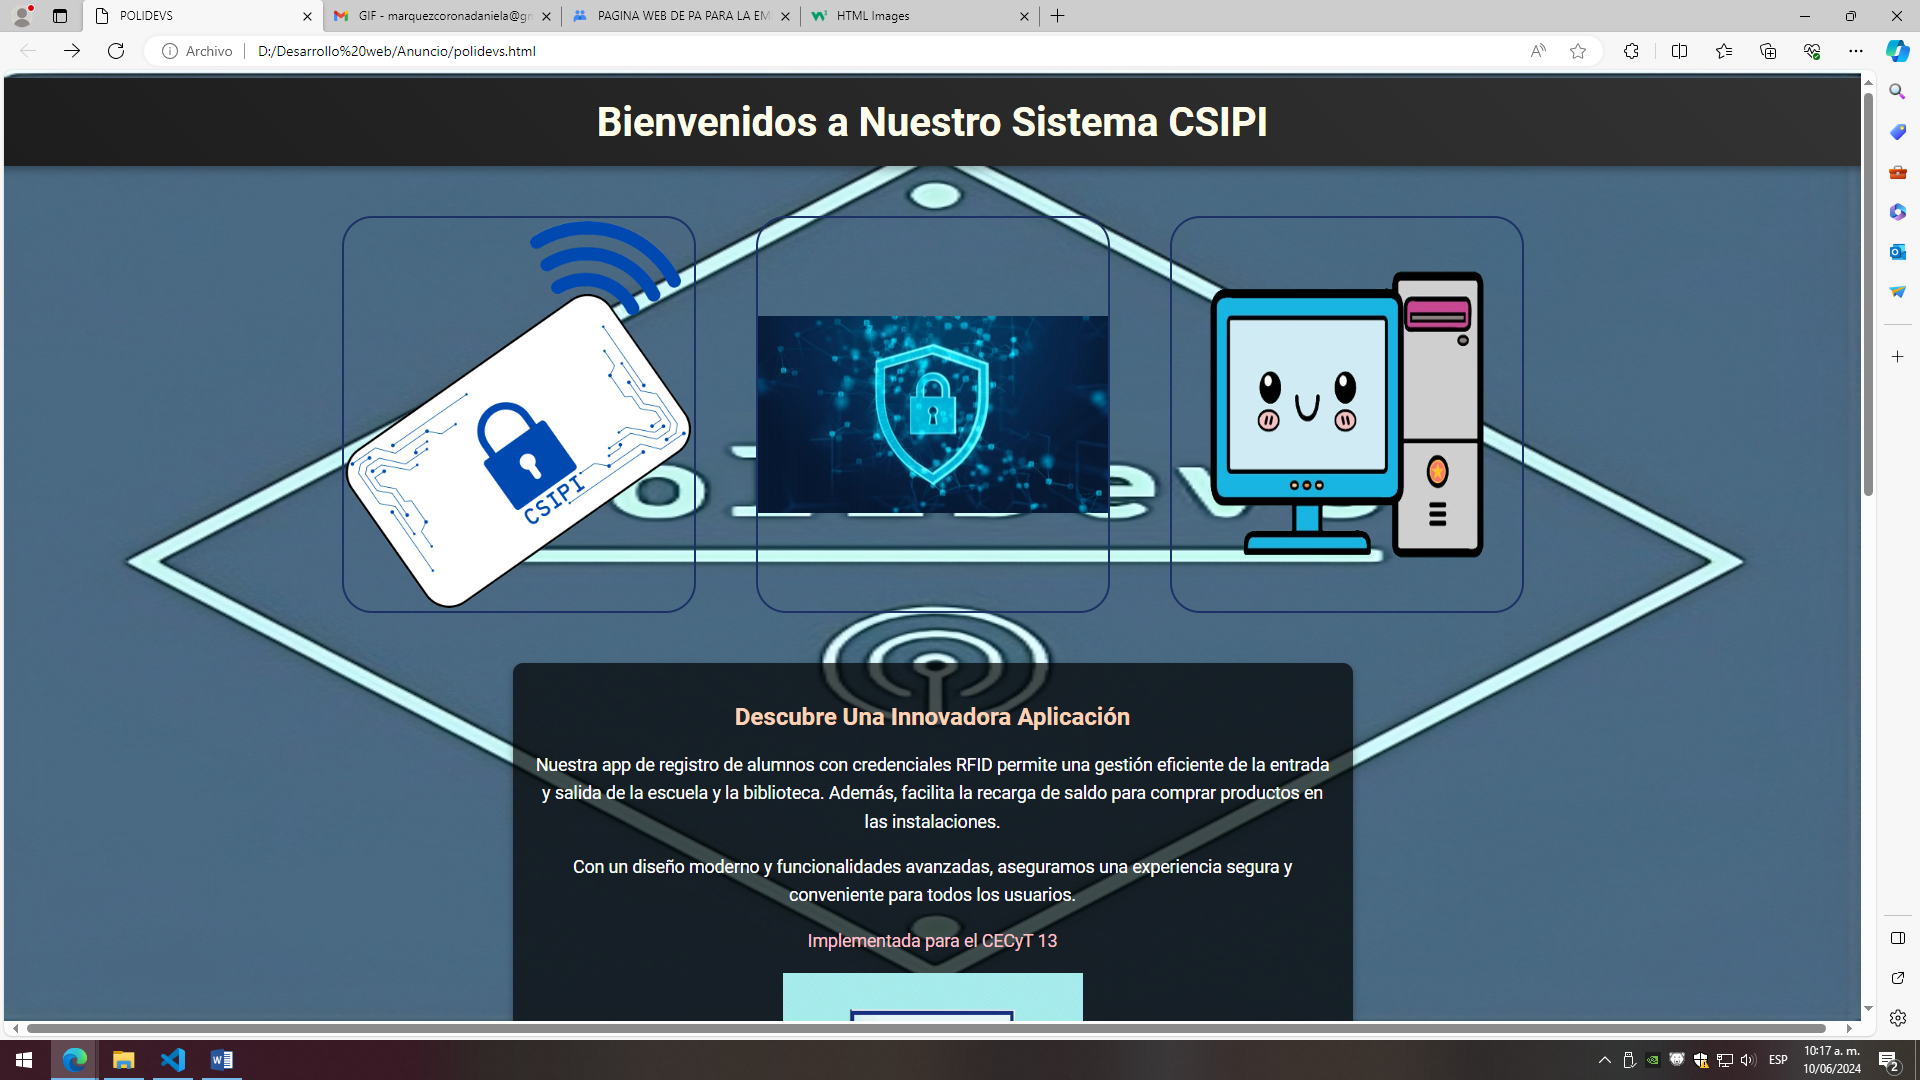 POLIDEVS
GIF - marquezcoronadaniela@gm
PAGINA WEB DE PA PARA LA EM
HTML Images
Archivo
D:/Desarrollo%20web/Anuncio/polidevs.html
Bienvenidos a Nuestro Sistema CSIPI
CSIPI
Descubre Una Innovadora Aplicación
Nuestra app de registro de alumnos con credenciales RFID permite una gestión eficiente de la entrada
y salida de la escuela y la biblioteca. Además, facilita la recarga de saldo para comprar productos en
las instalaciones.
Con un diseño moderno y funcionalidades avanzadas, aseguramos una experiencia segura y
conveniente para todos los usuarios.
Implementada para el CECyT 13
ESP
10:17 a. m.
10/06/2024
2